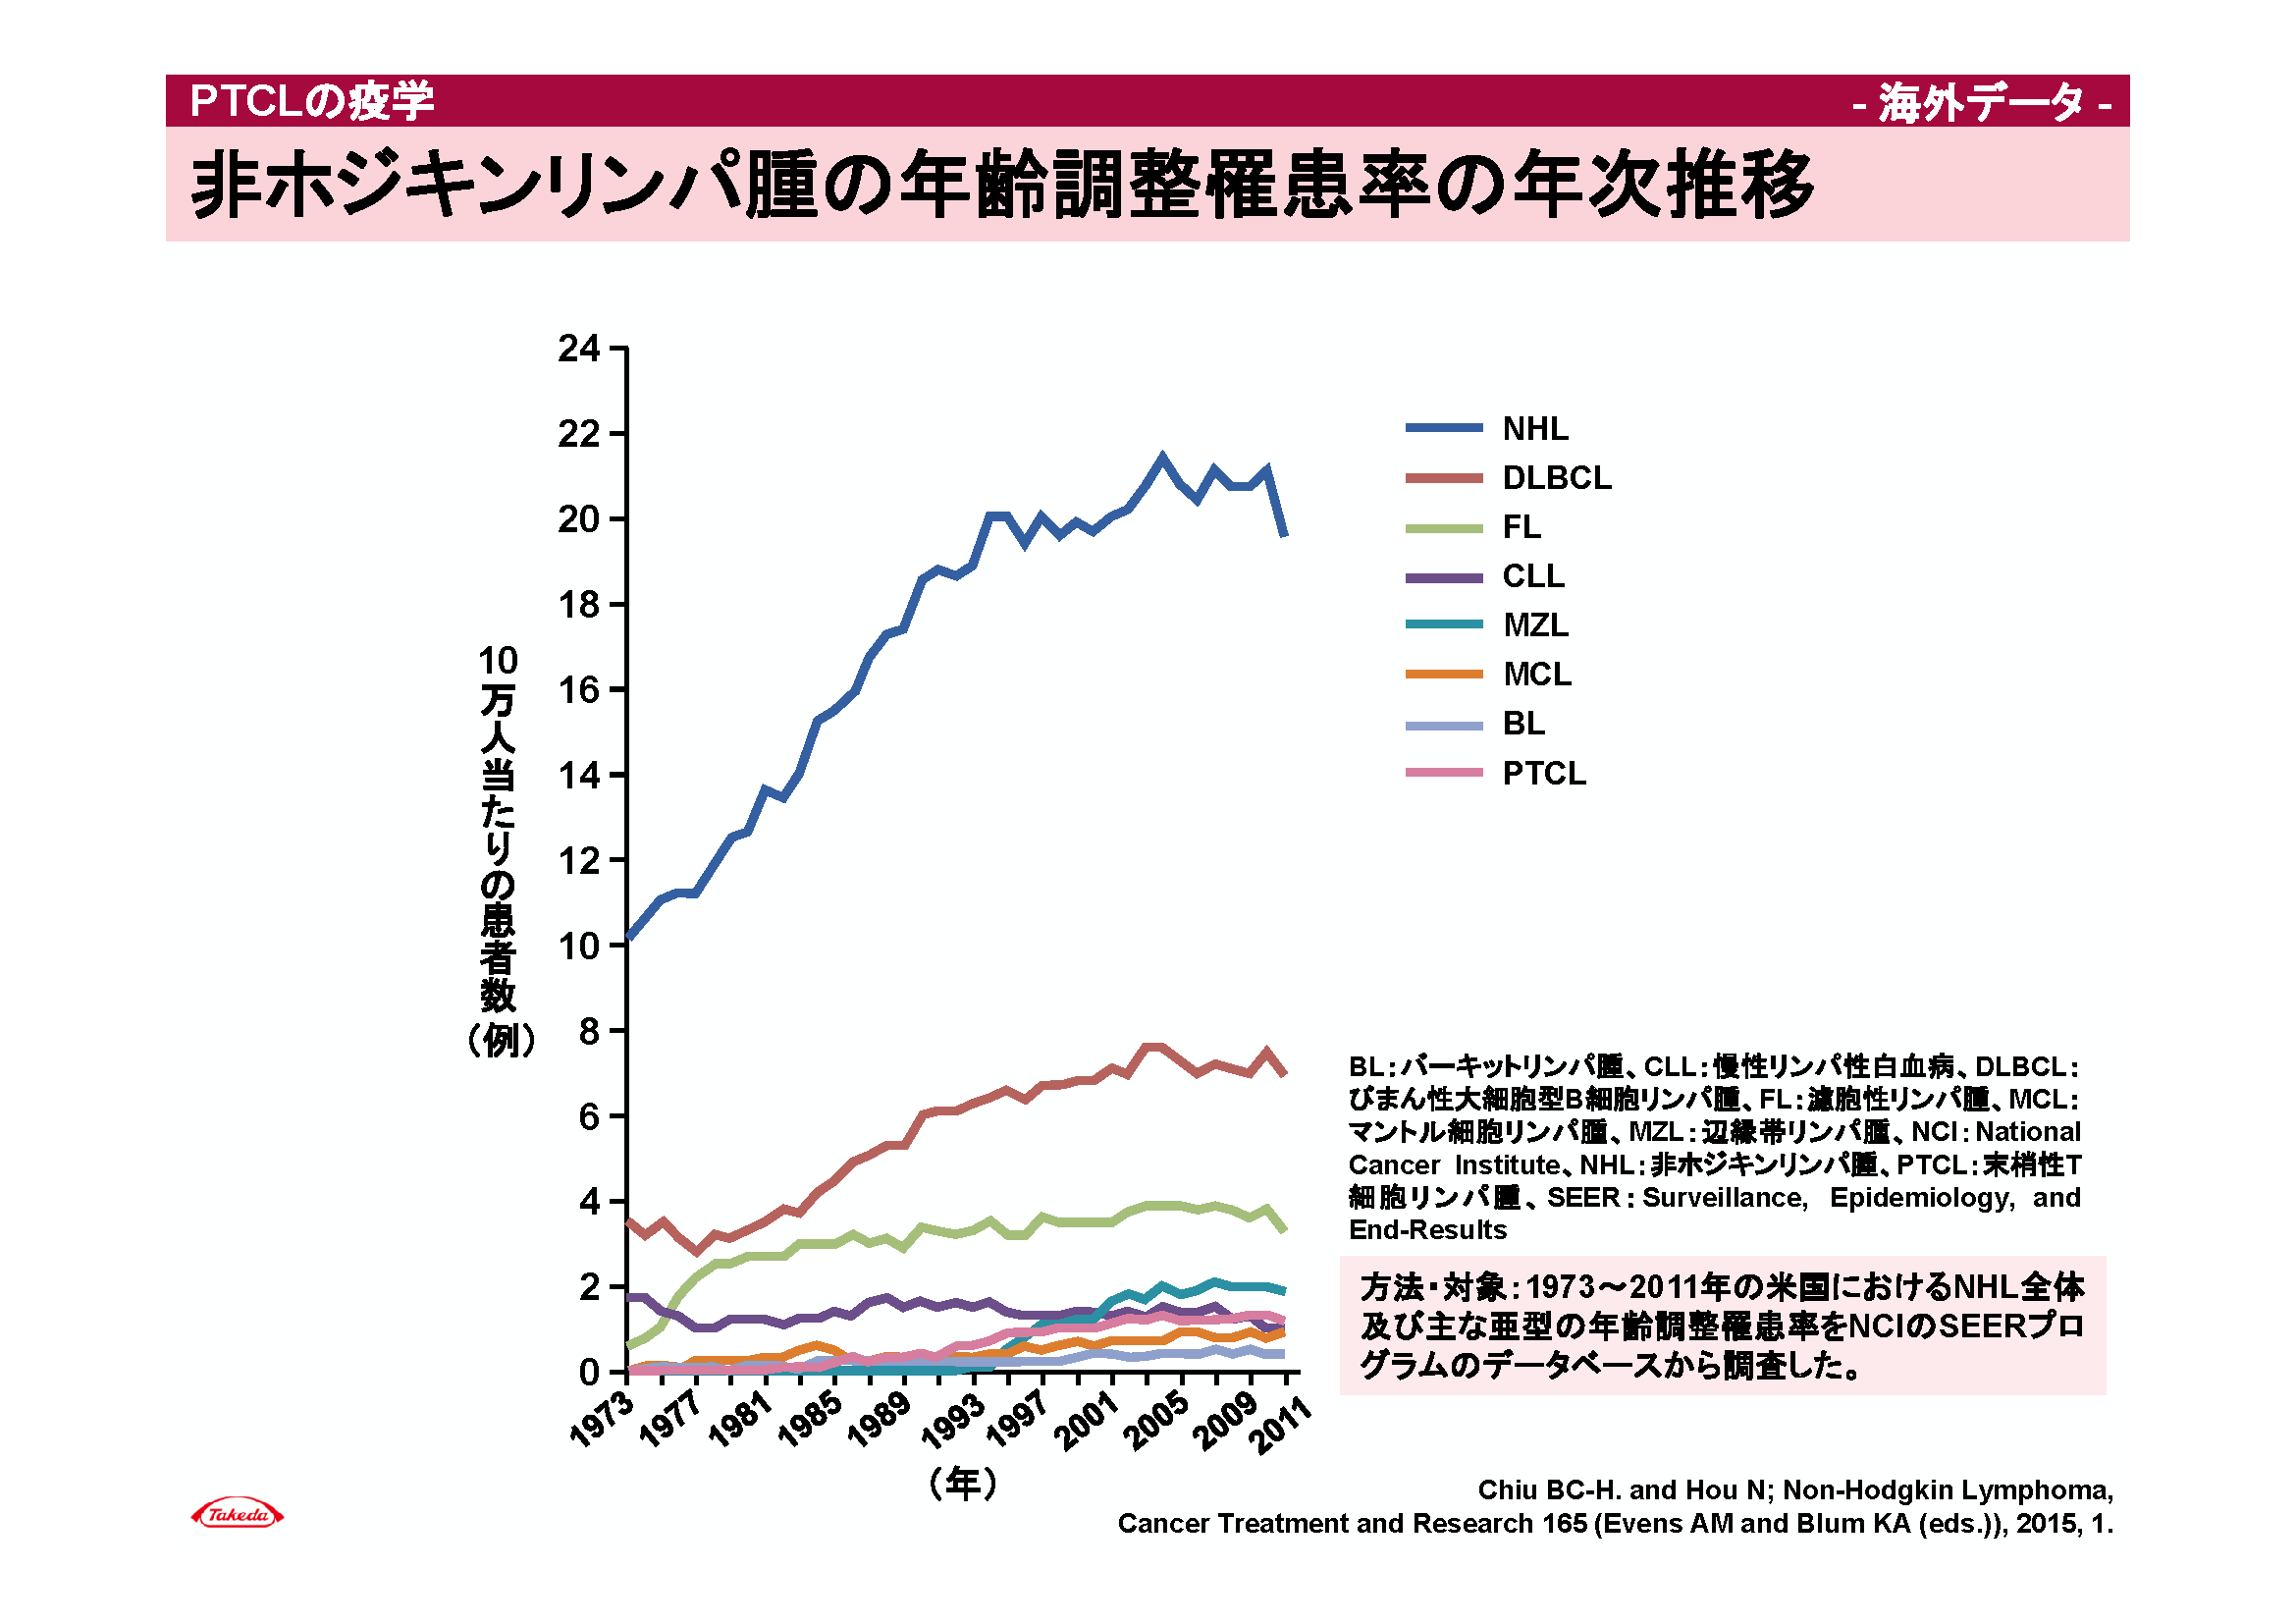 PTCLの疫学
- 海外データ -
非ホジキンリンパ腫の年齢調整罹患率の年次推移
10万人当たりの患者数（例）
24
22
20
18
16
14
12
10
8
6
4
2
0
1973
1977
1981
1985
1989
1993
1997
2001
2005
2009
2011
（年）
NHL
DLBCL
FL
CLL
MZL
MCL
BL
PTCL
BL：バーキットリンパ腫、CLL：慢性リンパ性白血病、DLBCL：
びまん性大細胞型B細胞リンパ腫、FL：濾胞性リンパ腫、MCL：
マントル細胞リンパ腫、MZL：辺縁帯リンパ腫、NCI：National
Cancer Institute、NHL：非ホジキンリンパ腫、PTCL：末梢性T
細胞リンパ腫、SEER：Surveillance, Epidemiology, and
End-Results
方法・対象：1973～2011年の米国におけるNHL全体
及び主な亜型の年齢調整罹患率をNCIのSEERプロ
グラムのデータベースから調査した。
Takeda
Chiu BC-H. and Hou N; Non-Hodgkin Lymphoma,
Cancer Treatment and Research 165 (Evens AM and Blum KA (eds.)), 2015, 1.